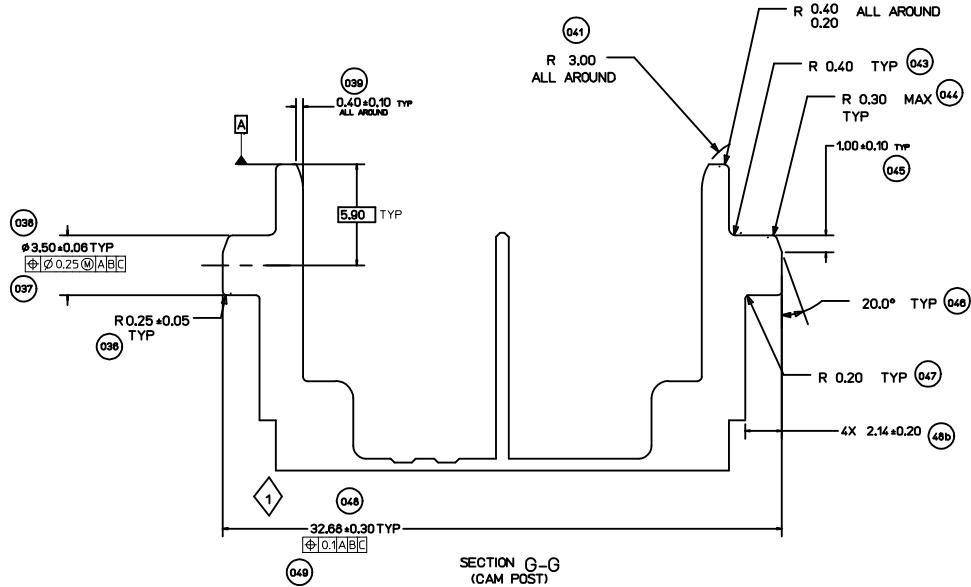 R 0.40 ALL AROUND
0.20
041
R 3.00
ALL AROUND
R 0.40 TYP 043
R 0.30 MAX 044
TYP
039
0.40±0.10 TYP
ALL AROUND
A
1.00±0.10 TYP
045
5.90 TYP
038
⌀3.50±0.06 TYP
⌖ ⌀ 0.25 Ⓜ A B C
037
R 0.25 ±0.05
TYP
036
20.0° TYP 046
R 0.20 TYP 047
4X 2.14±0.20 48b
1
048
32.68±0.30 TYP
⌖ 0.1 A B C
049
SECTION G-G
(CAM POST)